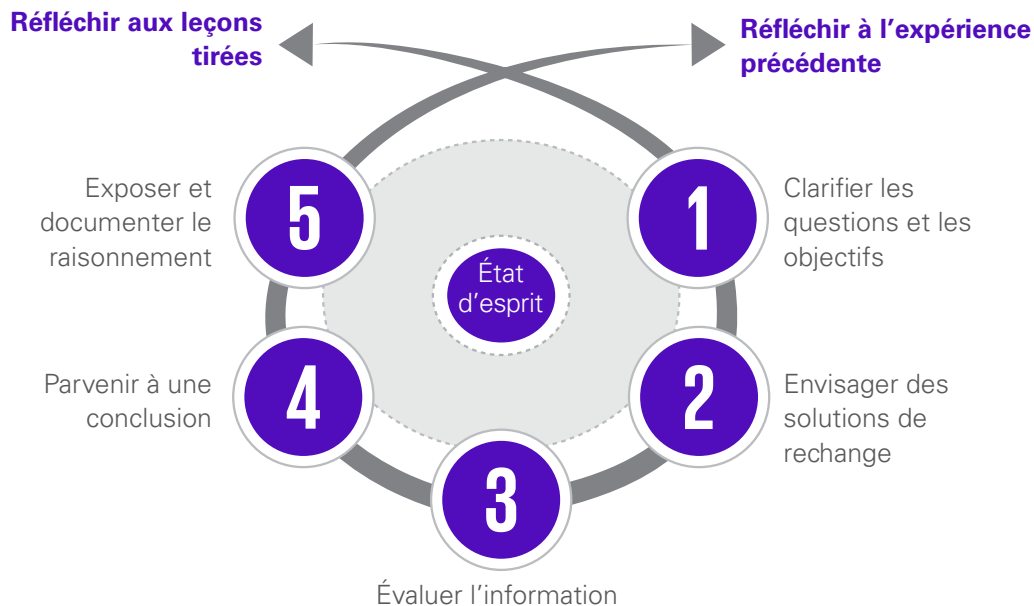 Réfléchir aux leçons
tirées
Réfléchir à l’expérience
précédente
1
Clarifier les
questions et les
objectifs
2
Envisager des
solutions de
rechange
3
Évaluer l’information
4
Parvenir à une
conclusion
5
Exposer et
documenter le
raisonnement
État
d’esprit